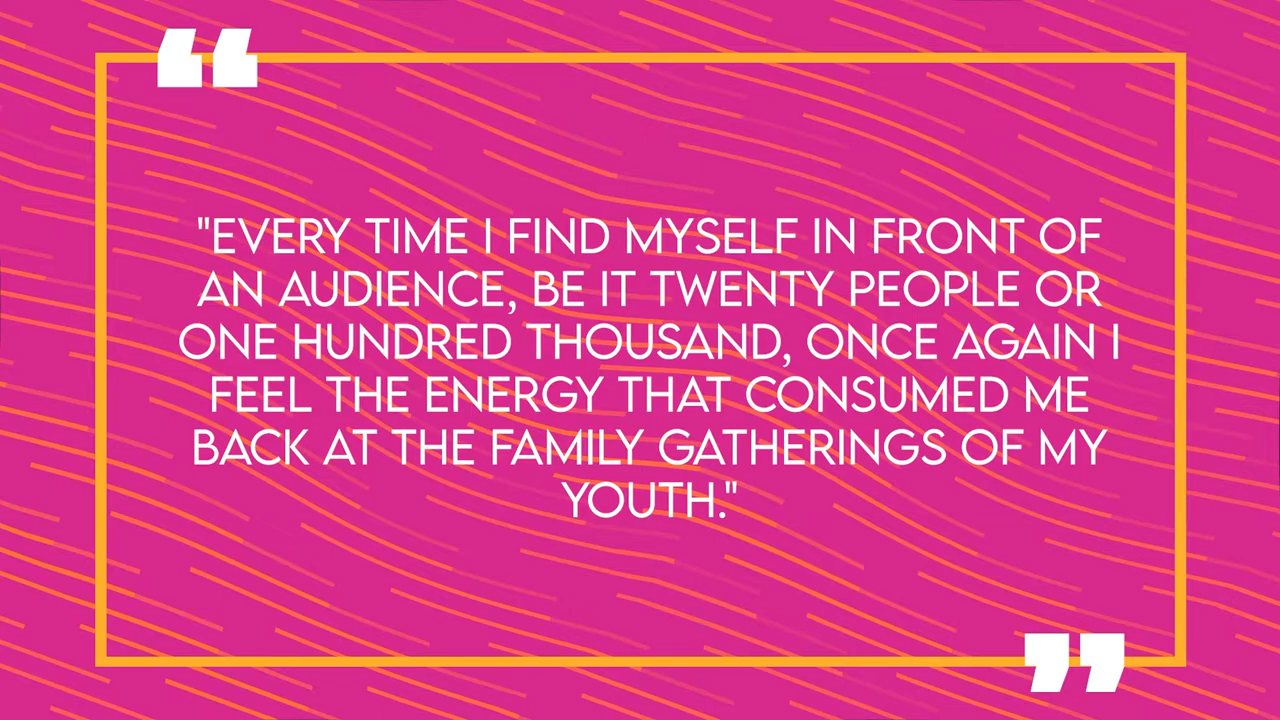 "EVERY TIME I FIND MYSELF IN FRONT OF
AN AUDIENCE, BE IT TWENTY PEOPLE OR
ONE HUNDRED THOUSAND, ONCE AGAIN I
FEEL THE ENERGY THAT CONSUMED ME
BACK AT THE FAMILY GATHERINGS OF MY
YOUTH."